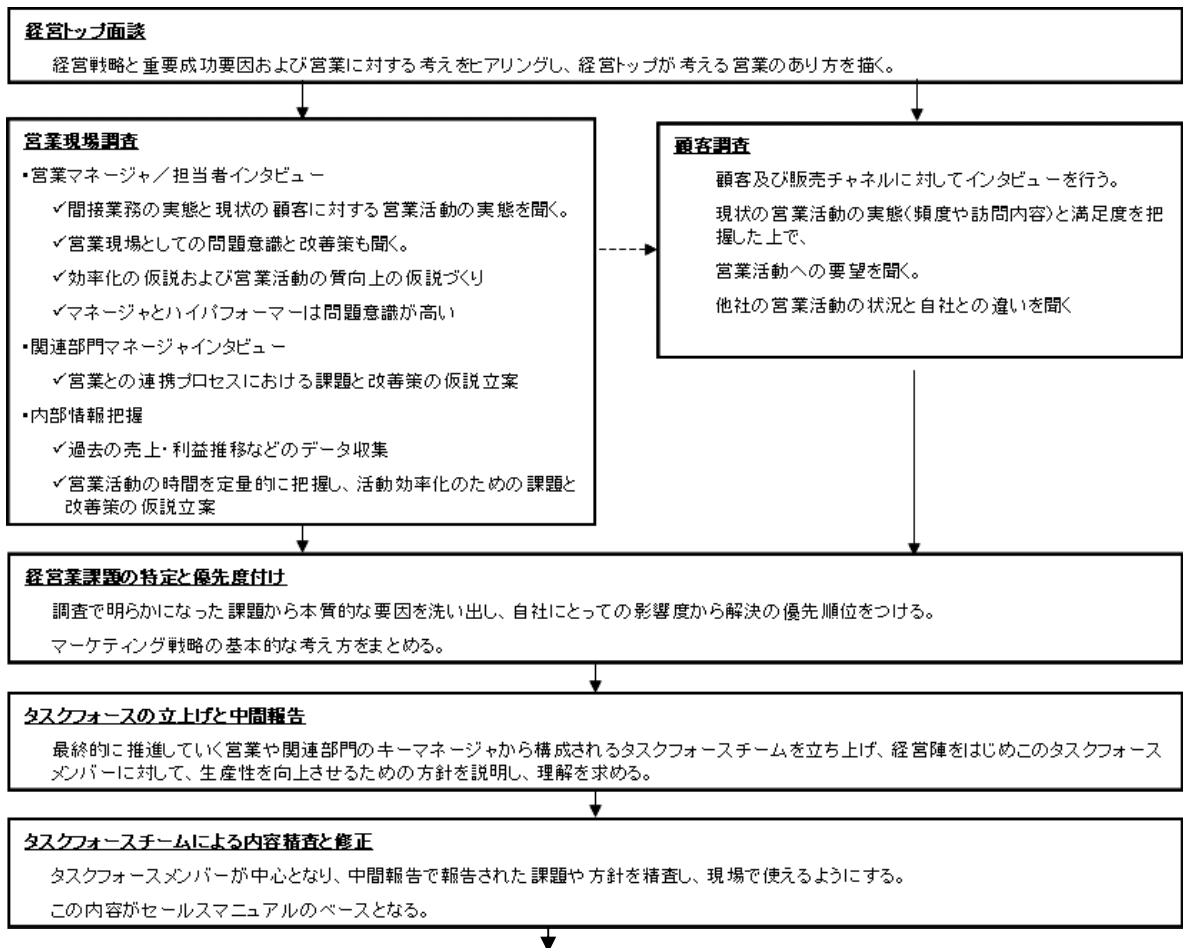 経営トップ面談
経営戦略と重要成功要因および営業に対する考えをヒアリングし、経営トップが考える営業のあり方を描く。
営業現場調査
・営業マネージャ／担当者インタビュー
✓間接業務の実態と現状の顧客に対する営業活動の実態を聞く。
✓営業現場としての問題意識と改善策も聞く。
✓効率化の仮説および営業活動の質向上の仮説づくり
✓マネージャとハイパフォーマーは問題意識が高い
・関連部門マネージャインタビュー
✓営業との連携プロセスにおける課題と改善策の仮説立案
・内部情報把握
✓過去の売上・利益推移などのデータ収集
✓営業活動の時間を定量的に把握し、活動効率化のための課題と
改善策の仮説立案
顧客調査
顧客及び販売チャネルに対してインタビューを行う。
現状の営業活動の実態(頻度や訪問内容)と満足度を把
握した上で、
営業活動への要望を聞く。
他社の営業活動の状況と自社との違いを聞く
経営業課題の特定と優先度付け
調査で明らかになった課題から本質的な要因を洗い出し、自社にとっての影響度から解決の優先順位をつける。
マーケティング戦略の基本的な考え方をまとめる。
タスクフォースの立上げと中間報告
最終的に推進していく営業や関連部門のキーマネージャから構成されるタスクフォースチームを立ち上げ、経営陣をはじめこのタスクフォース
メンバーに対して、生産性を向上させるための方針を説明し、理解を求める。
タスクフォースチームによる内容精査と修正
タスクフォースメンバーが中心となり、中間報告で報告された課題や方針を精査し、現場で使えるようにする。
この内容がセールスマニュアルのベースとなる。